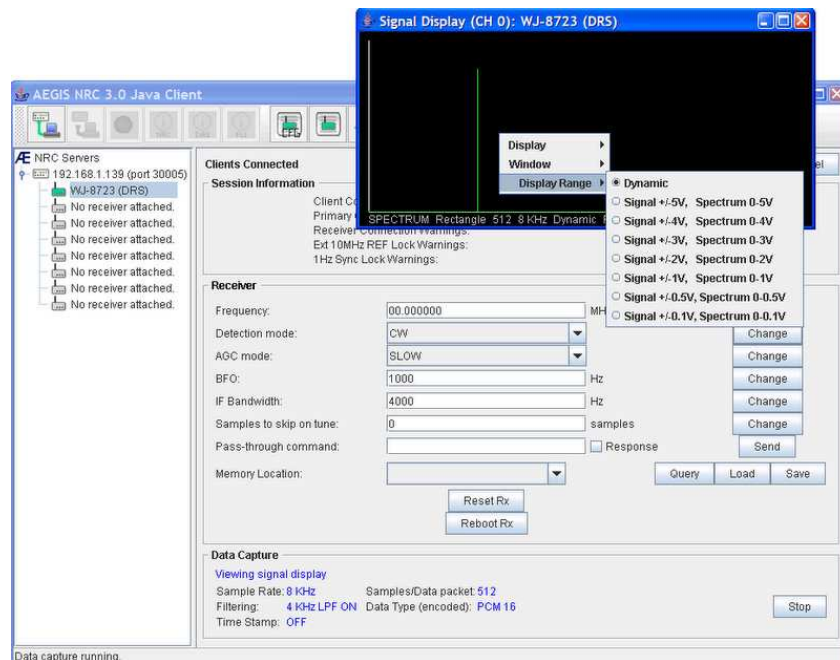 Signal Display (CH 0): WJ-8723 (DRS)
AEGIS NRC 3.0 Java Client
CFG
NRC Servers
192.168.1.139 (port 30005)
WJ-8723 (DRS)
No receiver attached.
No receiver attached.
No receiver attached.
No receiver attached.
No receiver attached.
No receiver attached.
No receiver attached.
Clients Connected
Session Information
Primary
Receiver Connection Warnings:
Ext 10MHz REF Lock Warnings:
1Hz Sync Lock Warnings:
SPECTRUM Rectangle 512 8 KHz Dynamic
Display
Window
Display Range
Dynamic
Signal +/-5V, Spectrum 0-5V
Signal +/-4V, Spectrum 0-4V
Signal +/-3V, Spectrum 0-3V
Signal +/-2V, Spectrum 0-2V
Signal +/-1V, Spectrum 0-1V
Signal +/-0.5V, Spectrum 0-0.5V
Signal +/-0.1V, Spectrum 0-0.1V
Receiver
Frequency: 00.000000 MH
Detection mode: CW Change
AGC mode: SLOW Change
BFO: 1000 Hz Change
IF Bandwidth: 4000 Hz Change
Samples to skip on tune: 0 samples Change
Pass-through command: Response Send
Memory Location: Query Load Save
Reset Rx
Reboot Rx
Data Capture
Viewing signal display
Sample Rate: 8 KHz Samples/Data packet: 512
Filtering: 4 KHz LPF ON Data Type (encoded): PCM 16
Time Stamp: OFF
Stop
Data capture running.